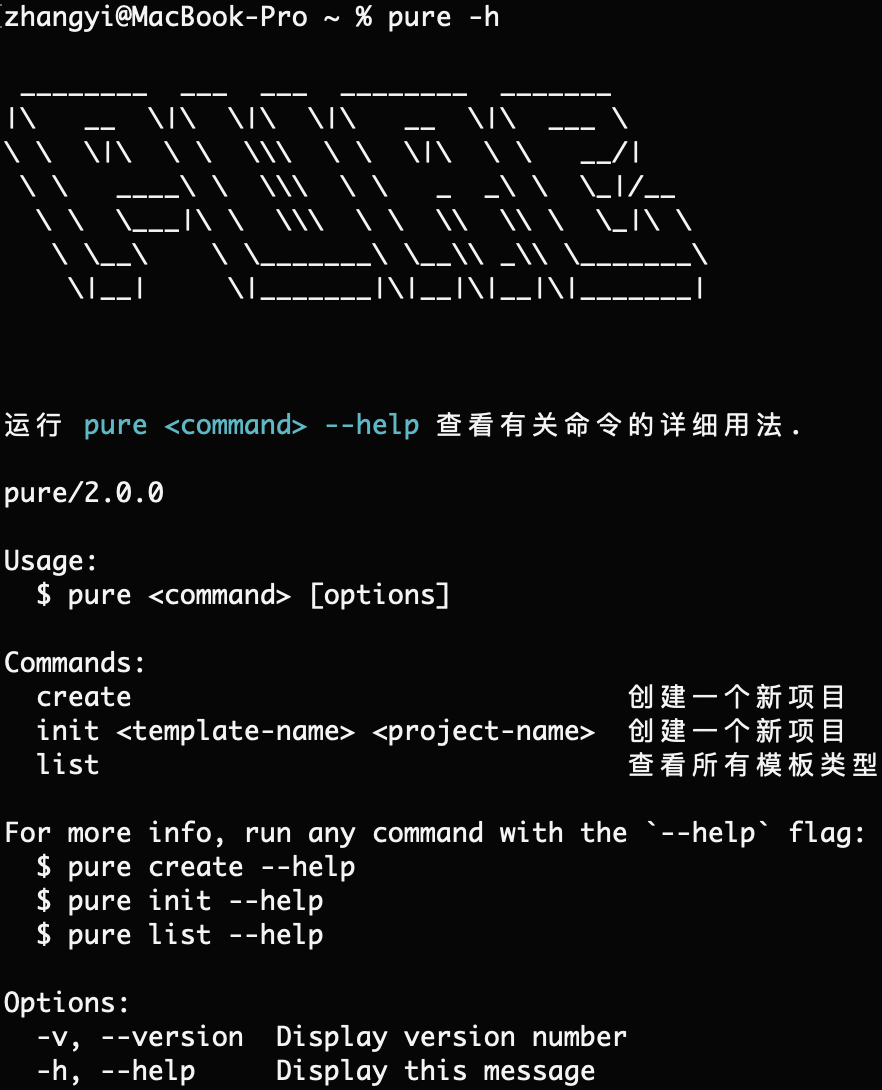 zhangyi@MacBook-Pro ~ % pure -h
 ________  ___  ___  ________  _______
|\   __  \|\  \|\  \|\   __  \|\  ___ \
\ \  \|\  \ \  \\\  \ \  \|\  \ \   __/|
 \ \   ____\ \  \\\  \ \   _  _\ \  \_|/__
  \ \  \___|\ \  \\\  \ \  \\  \\ \  \_|\ \
   \ \__\    \ \_______\ \__\\ _\\ \_______\
    \|__|     \|_______|\|__|\|__|\|_______|
运行 pure <command> --help 查看有关命令的详细用法.
pure/2.0.0
Usage:
  $ pure <command> [options]
Commands:
  create                               创建一个新项目
  init <template-name> <project-name>  创建一个新项目
  list                                 查看所有模板类型
For more info, run any command with the `--help` flag:
  $ pure create --help
  $ pure init --help
  $ pure list --help
Options:
  -v, --version  Display version number
  -h, --help     Display this message